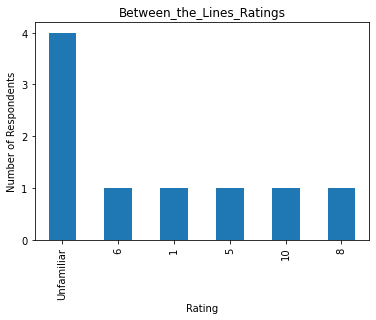 Between_the_Lines_Ratings
Number of Respondents
4
3
2
1
0
Unfamiliar
6
1
5
10
8
Rating